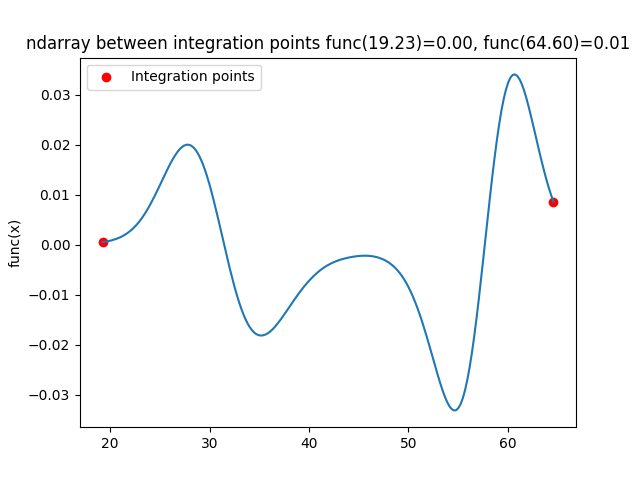 ndarray between integration points func(19.23)=0.00, func(64.60)=0.01
Integration points
func(x)
0.03
0.02
0.01
0.00
−0.01
−0.02
−0.03
20 30 40 50 60